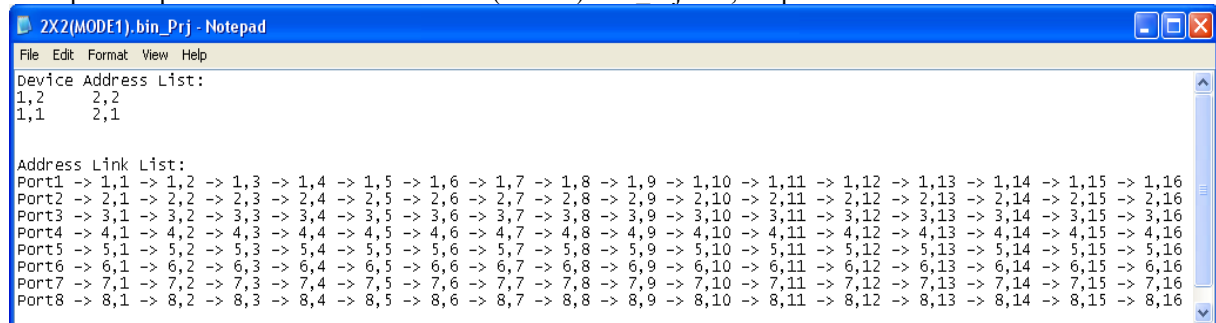 2X2(MODE1).bin_Prj - Notepad
File Edit Format View Help
Device Address List:
1,2 2,2
1,1 2,1
Address Link List:
Port1 -> 1,1 -> 1,2 -> 1,3 -> 1,4 -> 1,5 -> 1,6 -> 1,7 -> 1,8 -> 1,9 -> 1,10 -> 1,11 -> 1,12 -> 1,13 -> 1,14 -> 1,15 -> 1,16
Port2 -> 2,1 -> 2,2 -> 2,3 -> 2,4 -> 2,5 -> 2,6 -> 2,7 -> 2,8 -> 2,9 -> 2,10 -> 2,11 -> 2,12 -> 2,13 -> 2,14 -> 2,15 -> 2,16
Port3 -> 3,1 -> 3,2 -> 3,3 -> 3,4 -> 3,5 -> 3,6 -> 3,7 -> 3,8 -> 3,9 -> 3,10 -> 3,11 -> 3,12 -> 3,13 -> 3,14 -> 3,15 -> 3,16
Port4 -> 4,1 -> 4,2 -> 4,3 -> 4,4 -> 4,5 -> 4,6 -> 4,7 -> 4,8 -> 4,9 -> 4,10 -> 4,11 -> 4,12 -> 4,13 -> 4,14 -> 4,15 -> 4,16
Port5 -> 5,1 -> 5,2 -> 5,3 -> 5,4 -> 5,5 -> 5,6 -> 5,7 -> 5,8 -> 5,9 -> 5,10 -> 5,11 -> 5,12 -> 5,13 -> 5,14 -> 5,15 -> 5,16
Port6 -> 6,1 -> 6,2 -> 6,3 -> 6,4 -> 6,5 -> 6,6 -> 6,7 -> 6,8 -> 6,9 -> 6,10 -> 6,11 -> 6,12 -> 6,13 -> 6,14 -> 6,15 -> 6,16
Port7 -> 7,1 -> 7,2 -> 7,3 -> 7,4 -> 7,5 -> 7,6 -> 7,7 -> 7,8 -> 7,9 -> 7,10 -> 7,11 -> 7,12 -> 7,13 -> 7,14 -> 7,15 -> 7,16
Port8 -> 8,1 -> 8,2 -> 8,3 -> 8,4 -> 8,5 -> 8,6 -> 8,7 -> 8,8 -> 8,9 -> 8,10 -> 8,11 -> 8,12 -> 8,13 -> 8,14 -> 8,15 -> 8,16